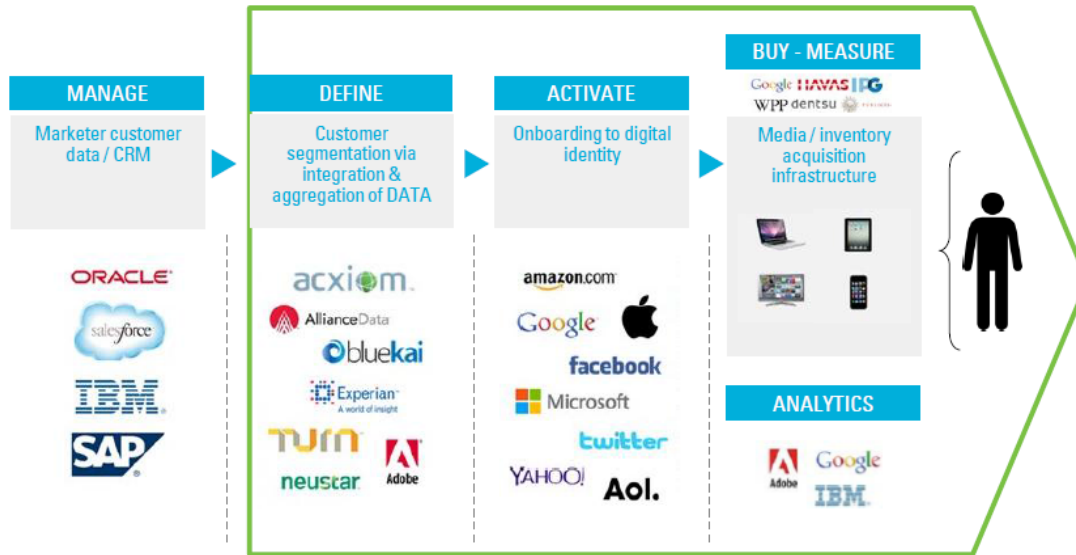 MANAGE
Marketer customer
data / CRM
ORACLE
salesforce
IBM
SAP
DEFINE
Customer
segmentation via
integration &
aggregation of DATA
acxiom
AllianceData
bluekai
Experian
A world of insight
TURN
neustar
Adobe
ACTIVATE
Onboarding to digital
identity
amazon.com
Google
facebook
Microsoft
twitter
YAHOO!
Aol.
BUY - MEASURE
Google HAVAS IPG
WPP dentsu
Media / inventory
acquisition
infrastructure
ANALYTICS
Adobe
Google
IBM